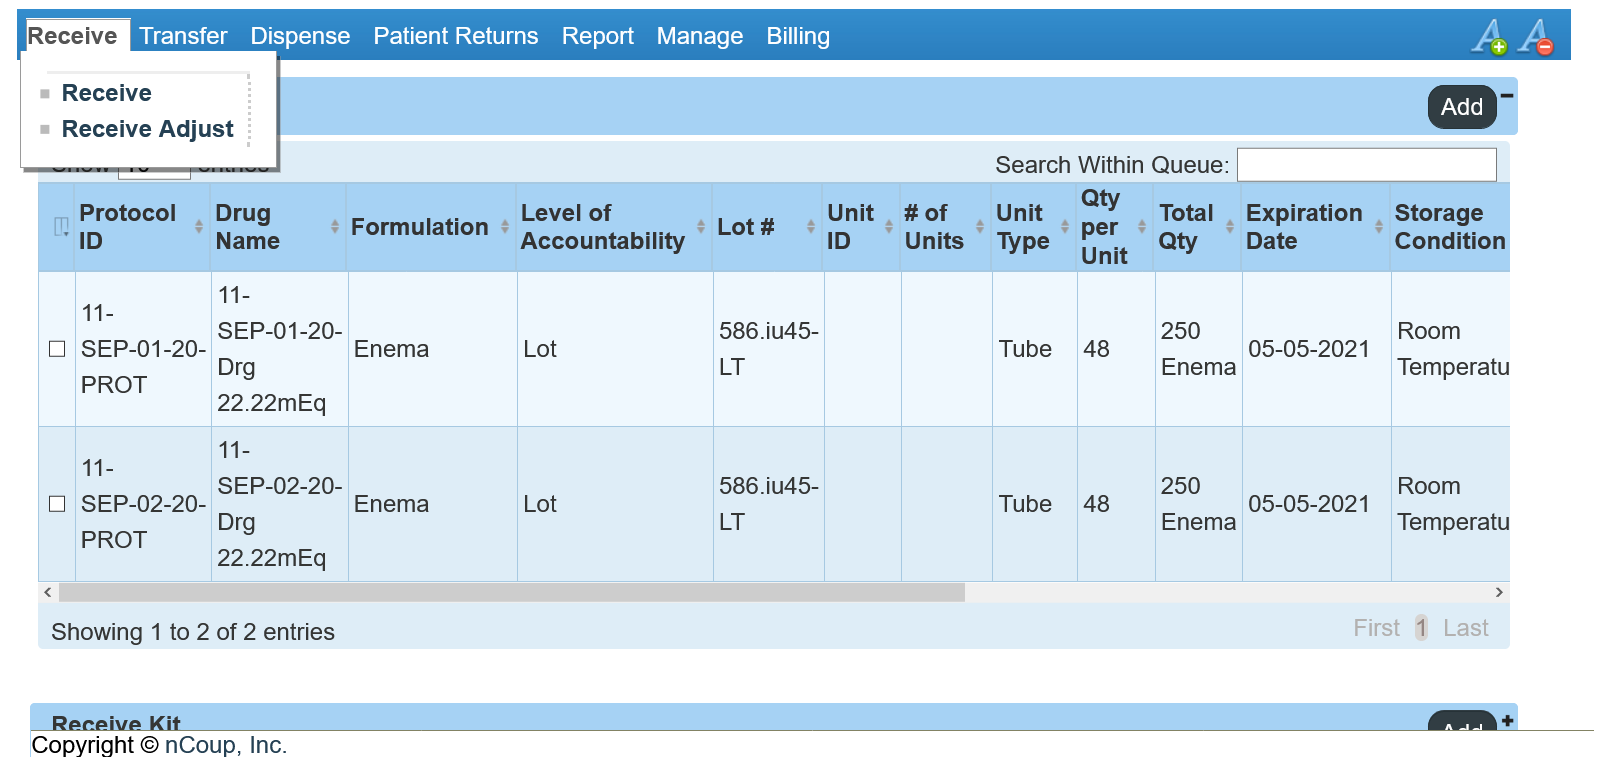 Receive Transfer Dispense Patient Returns Report Manage Billing
Receive
Receive Adjust
Add
Show 10 entries
Search Within Queue:
Protocol ID
Drug Name
Formulation
Level of Accountability
Lot #
Unit ID
# of Units
Unit Type
Qty per Unit
Total Qty
Expiration Date
Storage Condition
11-
SEP-01-20-
PROT
11-
SEP-01-20-
Drg
22.22mEq
Enema
Lot
586.iu45-
LT
Tube
48
250
Enema
05-05-2021
Room
Temperatu
11-
SEP-02-20-
PROT
11-
SEP-02-20-
Drg
22.22mEq
Enema
Lot
586.iu45-
LT
Tube
48
250
Enema
05-05-2021
Room
Temperatu
Showing 1 to 2 of 2 entries
First 1 Last
Receive Kit
Add
Copyright © nCoup, Inc.